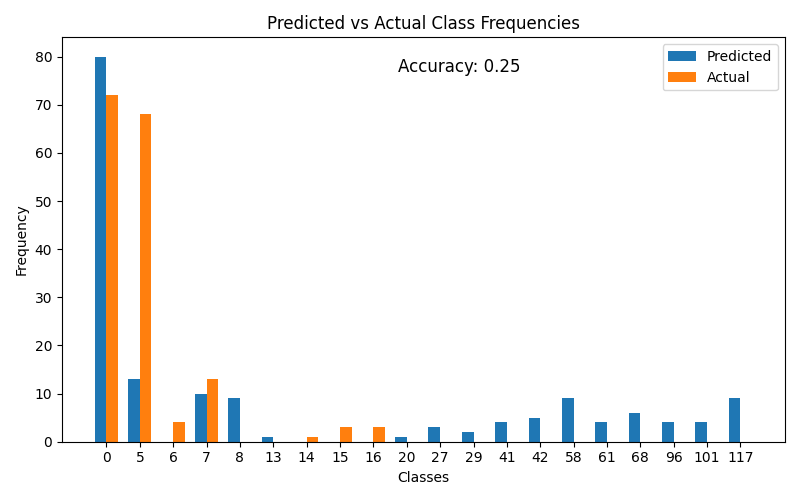 Predicted vs Actual Class Frequencies
Accuracy: 0.25
Predicted
Actual
80
70
60
50
40
30
20
10
0
Frequency
0 5 6 7 8 13 14 15 16 20 27 29 41 42 58 61 68 96 101 117
Classes